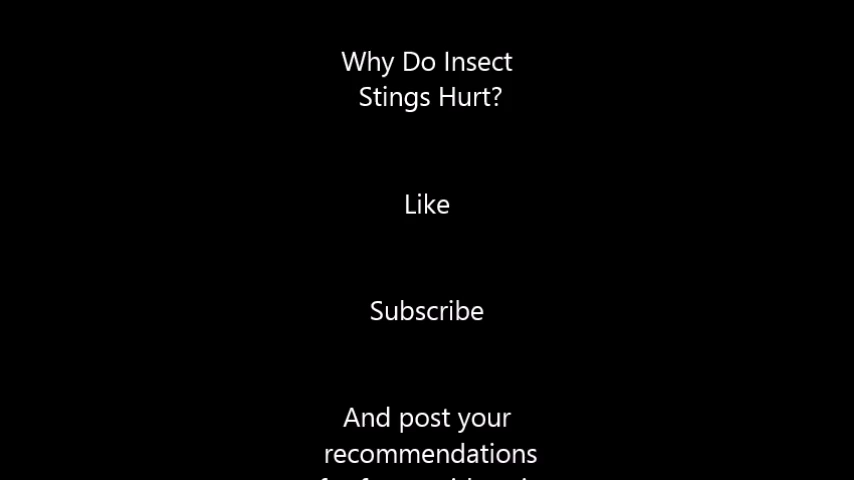 Why Do Insect
Stings Hurt?
Like
Subscribe
And post your
recommendations